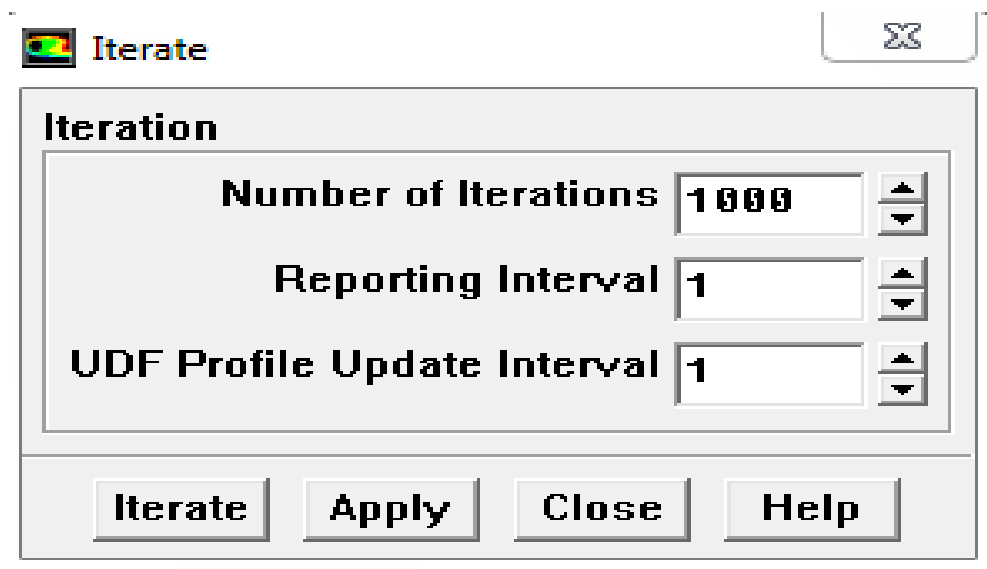 Iterate
Iteration
Number of Iterations 1000
Reporting Interval 1
UDF Profile Update Interval 1
Iterate Apply Close Help